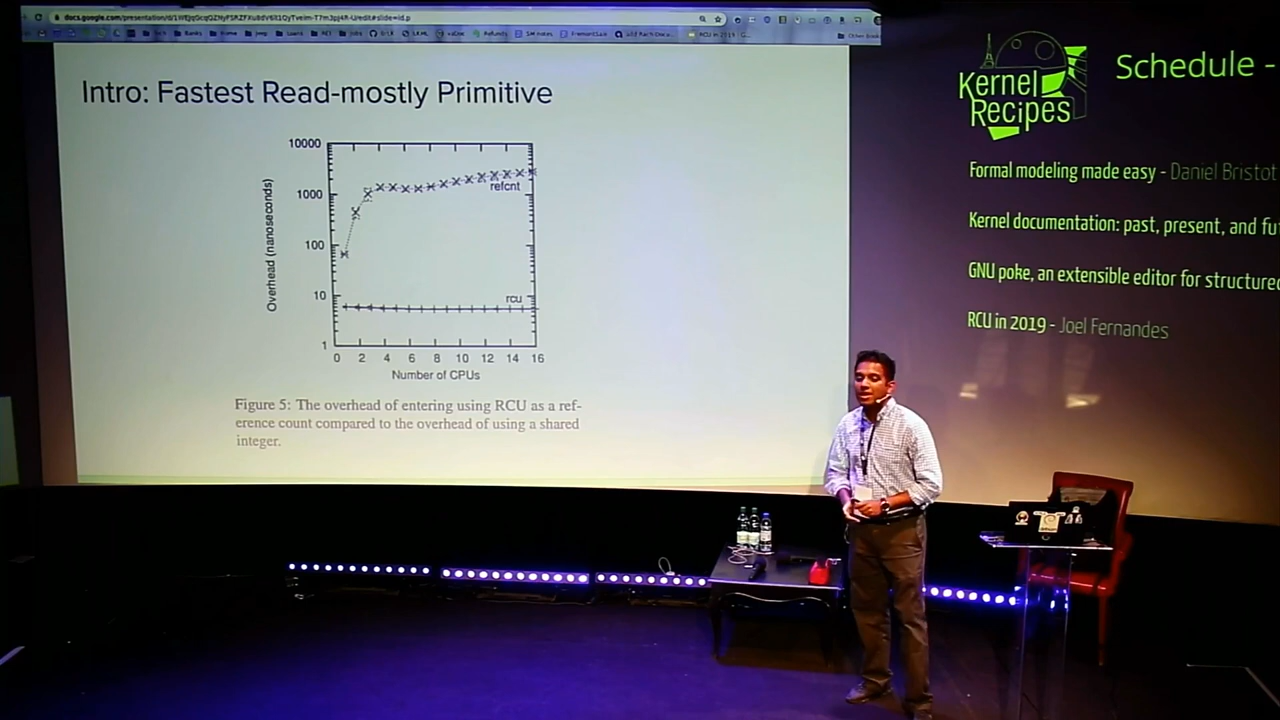 Intro: Fastest Read-mostly Primitive
10000
1000
100
10
1
Overhead (nanoseconds)
refcnt
rcu
0 2 4 6 8 10 12 14 16
Number of CPUs
Figure 5: The overhead of entering using RCU as a ref-
erence count compared to the overhead of using a shared
integer.
Kernel
Recipes
Schedule -
Formal modeling made easy - Daniel Bristot
Kernel documentation: past, present, and fu
GNU poke, an extensible editor for structured
RCU in 2019 - Joel Fernandes